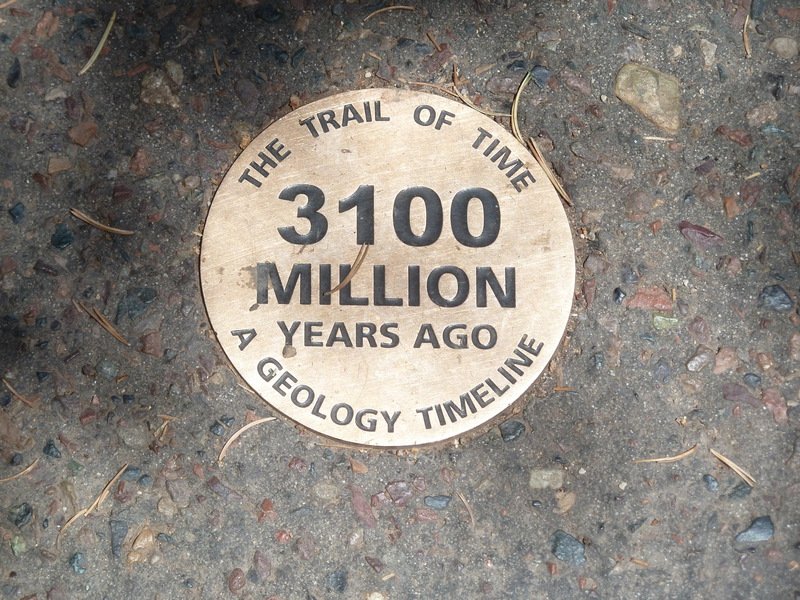 THE TRAIL OF TIME
3100
MILLION
YEARS AGO
A GEOLOGY TIMELINE